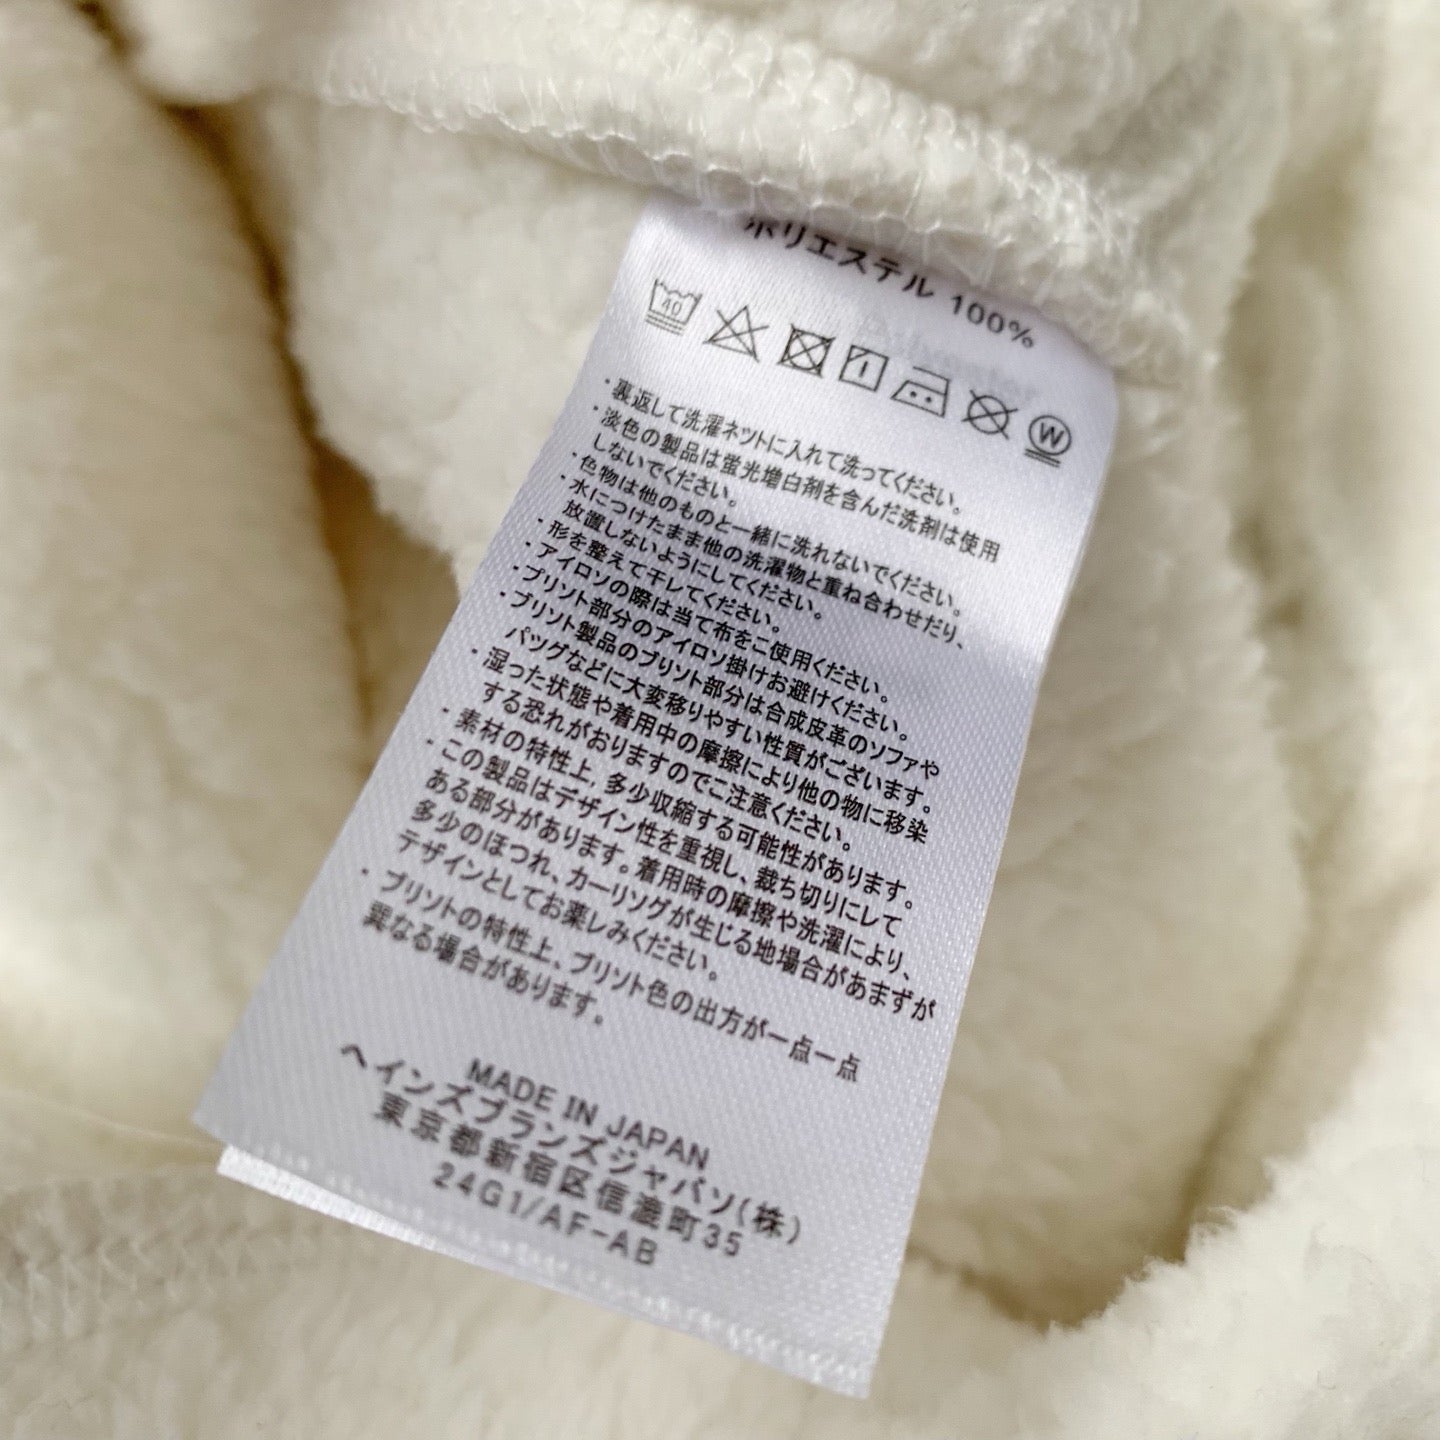 ポリエステル 100%
40
W
・裏返して洗濯ネツトに入れて洗ってください。
・淡色の製品は蛍光増白剤を含んだ洗剤は使用
しないでください。
・色物は他のものと一緒に洗れないでください。
・水につけたまま他の洗濯物と重ね合わせだり、
放置しないようにしてください。
・形を整えて干レてください。
・アイロソの際は当て布をこ使用ください。
・プリント部分のアイロソ掛けお避けください。
・プリソト製品のプリソト部分は合成皮革のソファや
パツグなどに大変移りやすい性質がございます。
・湿った状態や着用中の摩擦により他の物に移染
する恐れがおりますのでご注意ください。
・素材の特性上, 多少収縮する可能性があります。
・この製品はデザイン性を重視し、裁ち切りにして
ある部分があります。着用時の摩擦や洗濯により、
多少のほつれ、カーリソグが生じる地場合があまずが
デザインとしてお薬しみください。
・プリソトの特性上、プリソト色の出方が一点一点
異なる場合があります。
MADE IN JAPAN
ヘインズブランズジャパソ(株)
東京都新宿区信濃町35
24G1/AF-AB